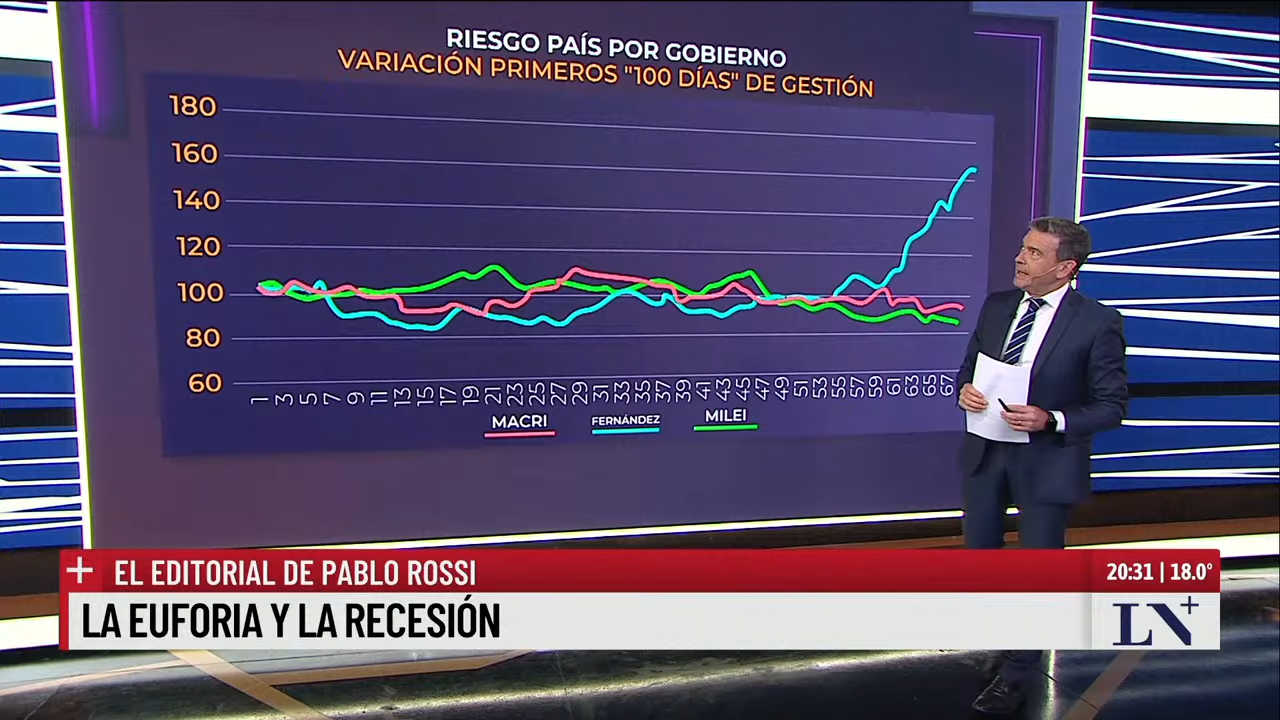 RIESGO PAÍS POR GOBIERNO
VARIACIÓN PRIMEROS "100 DÍAS" DE GESTIÓN
180
160
140
120
100
80
60
1 3 5 7 9 11 13 15 17 19 21 23 25 27 29 31 33 35 37 39 41 43 45 47 49 51 53 55 57 59 61 63 65 67
MACRI FERNÁNDEZ MILEI
+ EL EDITORIAL DE PABLO ROSSI
20:31 | 18.0°
LA EUFORIA Y LA RECESIÓN
LN+